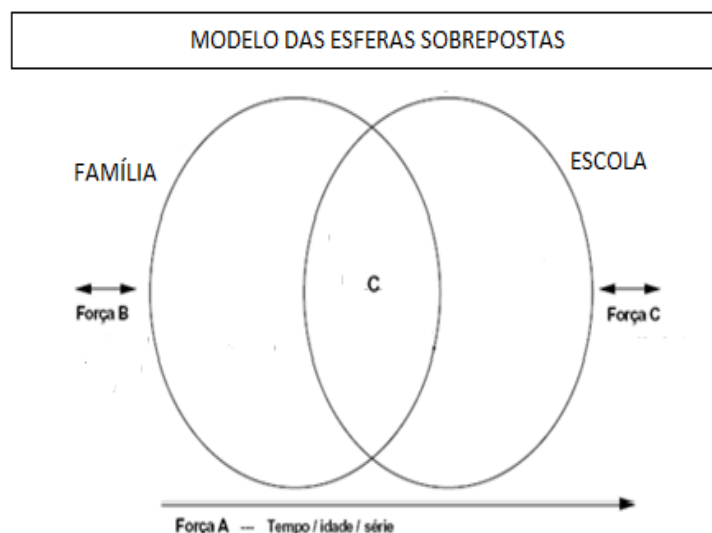 MODELO DAS ESFERAS SOBREPOSTAS
FAMÍLIA
ESCOLA
C
Força B
Força C
Força A --- Tempo / idade / série